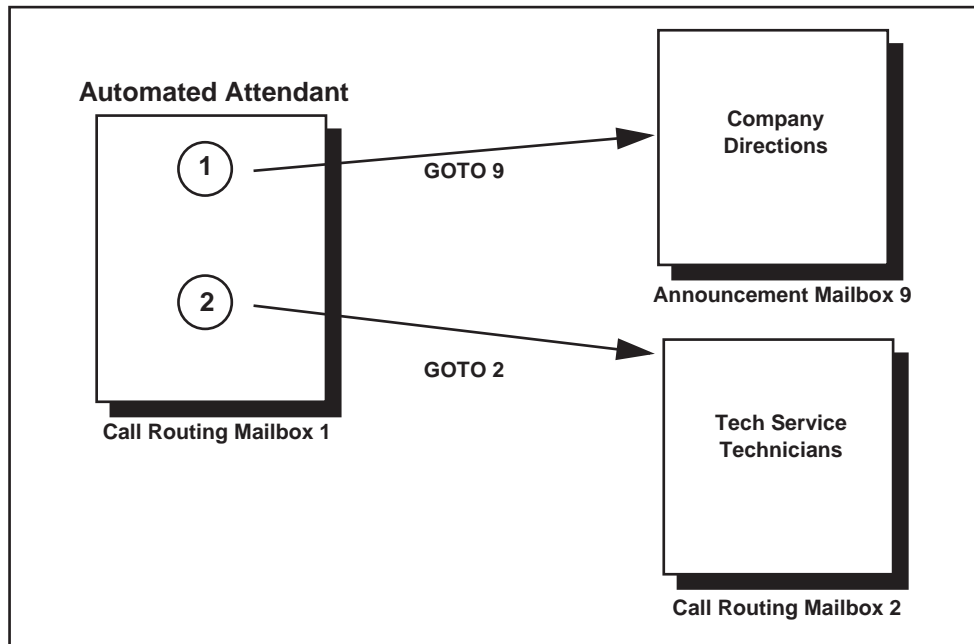 Automated Attendant
1
GOTO 9
2
GOTO 2
Call Routing Mailbox 1
Company
Directions
Announcement Mailbox 9
Tech Service
Technicians
Call Routing Mailbox 2